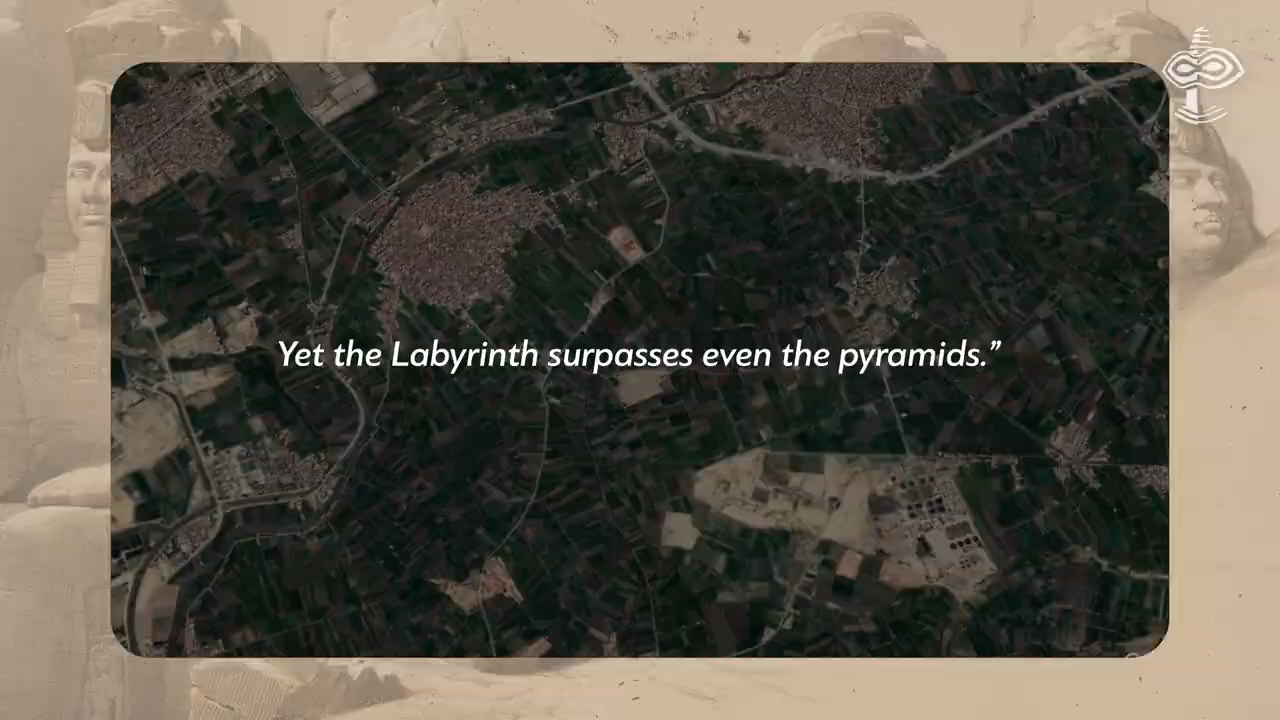 Yet the Labyrinth surpasses even the pyramids.”